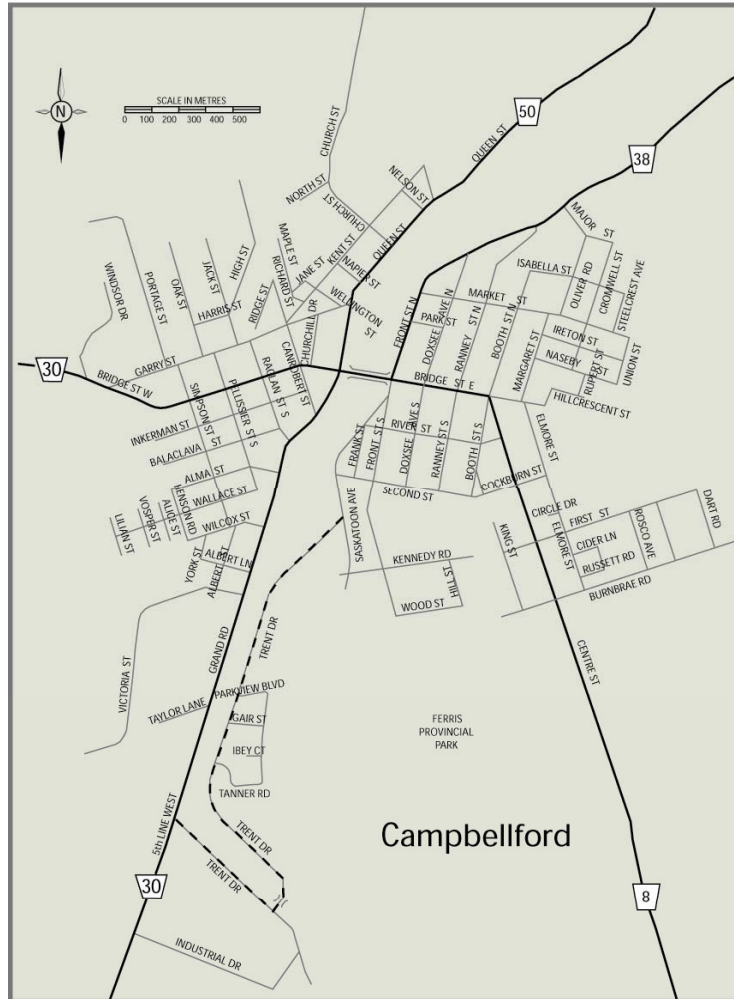 SCALE IN METRES
0 100 200 300 400 500
N
50
38
QUEEN ST
CHURCH ST
NORTH ST
NELSON ST
CHURCH ST
MAJOR ST
MAPLE ST
KENT ST
QUEEN ST
HIGH ST
JACK ST
OAK ST
PORTAGE ST
WINDSOR DR
RICHARD ST
JANE ST
NAPIER ST
ISABELLA ST
OLIVER RD
CROMWELL ST
STEELCREST AVE
HARRIS ST
RIDGE ST
WELLINGTON ST
CHURCHILL DR
FRONT ST N
DOXSEE AVE N
MARKET ST
PARK ST
RANNEY ST N
BOOTH ST N
MARGARET ST
IRETON ST
NASEBY ST
RUPERT ST
UNION ST
GARRY ST
30
BRIDGE ST W
CANROBERT ST
RAGLAN ST S
BRIDGE ST E
HILLCRESCENT ST
SIMPSON ST
PELISSIER ST S
INKERMAN ST
BALACLAVA ST
RIVER ST
FRANK ST
FRONT ST S
DOXSEE AVE S
RANNEY ST S
BOOTH ST S
ELMORE ST
ALMA ST
WALLACE ST
HENSON RD
ALICE ST
VOSPER ST
LILIAN ST
WILCOX ST
SECOND ST
COCKBURN ST
SASKATOON AVE
CIRCLE DR
FIRST ST
DART RD
KING ST
ELMORE ST
CIDER LN
RUSSETT RD
ROSCO AVE
BURNBRAE RD
KENNEDY RD
HILL ST
WOOD ST
YORK ST
ALBERT LN
ALBERT ST
VICTORIA ST
GRAND RD
TRENT DR
CENTRE ST
TAYLOR LANE
PARKVIEW BLVD
GAIR ST
IBEY CT
TANNER RD
FERRIS
PROVINCIAL
PARK
5th LINE WEST
TRENT DR
TRENT DR
Campbellford
30
8
INDUSTRIAL DR